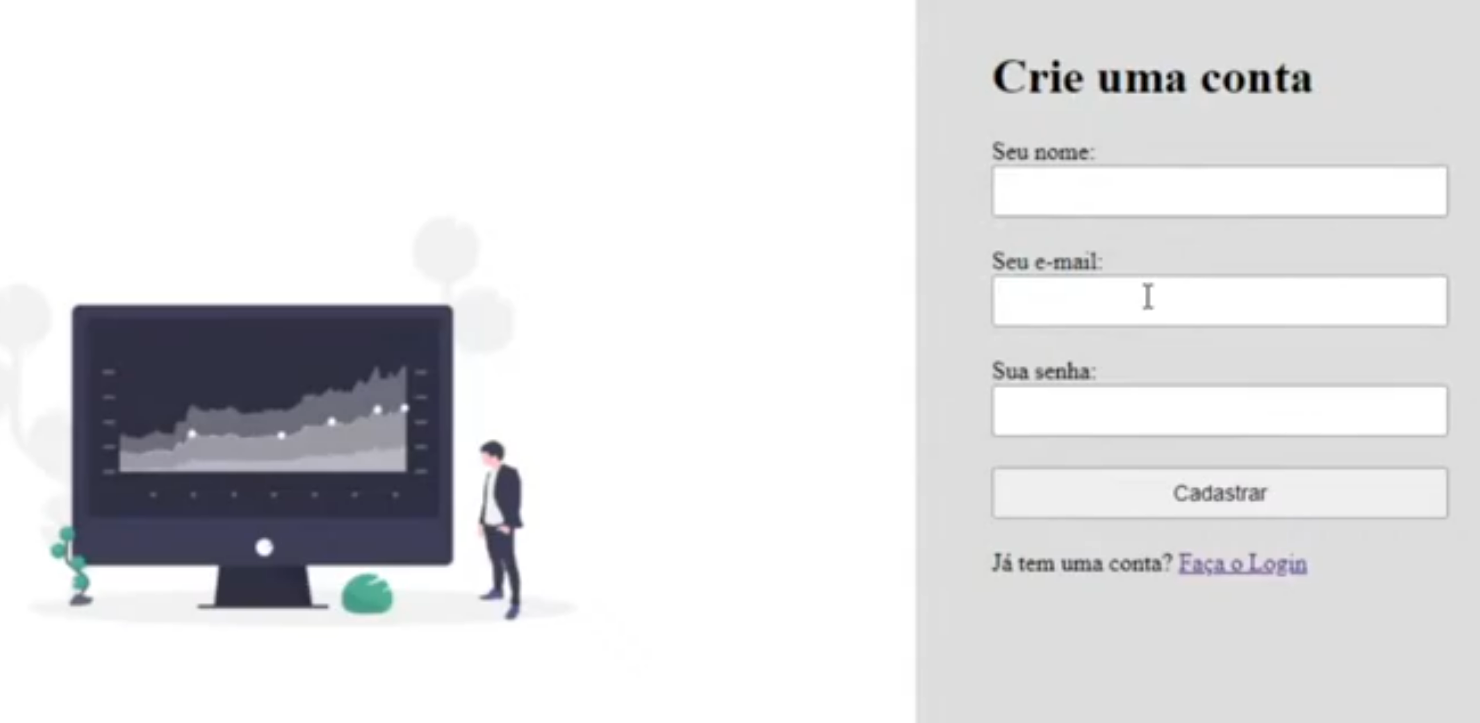 Crie uma conta
Seu nome:
Seu e-mail:
Sua senha:
Cadastrar
Já tem uma conta? Faça o Login